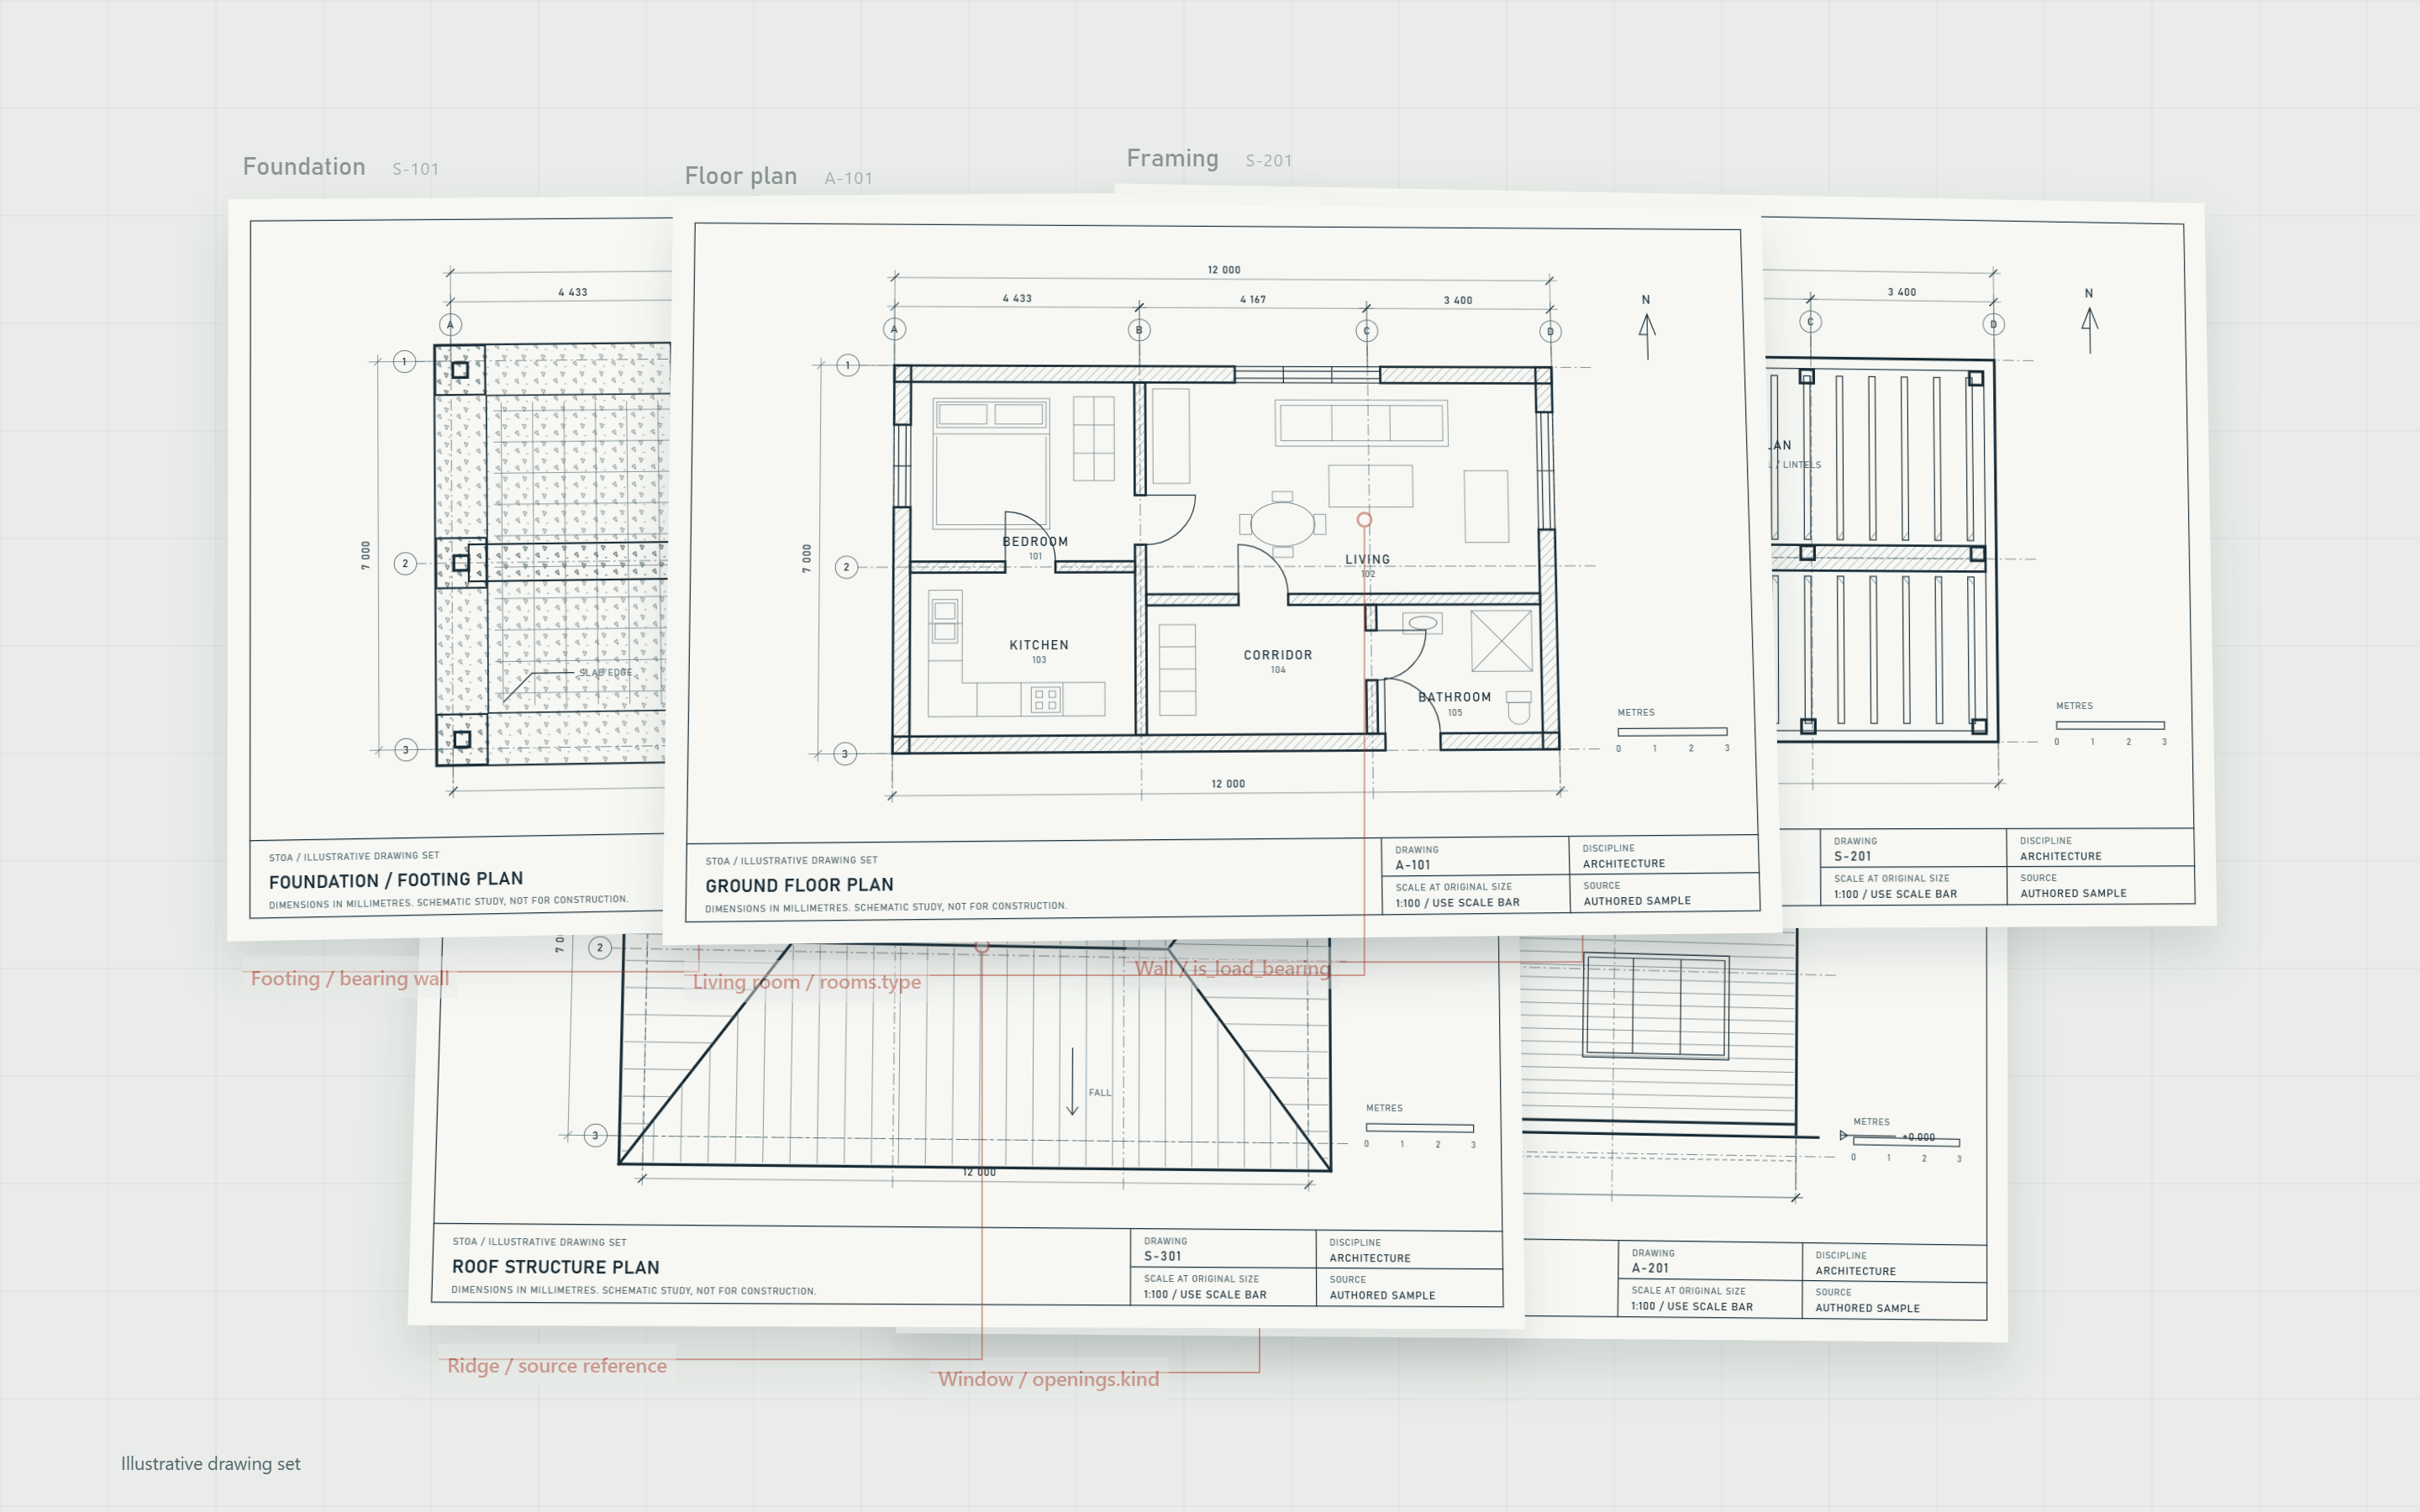 Foundation S-101
Floor plan A-101
Framing S-201
4 433
A
1
2
3
7 000
SLAB EDGE
STOA / ILLUSTRATIVE DRAWING SET
FOUNDATION / FOOTING PLAN
DIMENSIONS IN MILLIMETRES. SCHEMATIC STUDY, NOT FOR CONSTRUCTION.
12 000
4 433 4 167 3 400
A B C D
N
1
2
3
7 000
BEDROOM
101
LIVING
102
KITCHEN
103
CORRIDOR
104
BATHROOM
105
METRES
0 1 2 3
12 000
STOA / ILLUSTRATIVE DRAWING SET
GROUND FLOOR PLAN
DIMENSIONS IN MILLIMETRES. SCHEMATIC STUDY, NOT FOR CONSTRUCTION.
DRAWING
A-101
DISCIPLINE
ARCHITECTURE
SCALE AT ORIGINAL SIZE
1:100 / USE SCALE BAR
SOURCE
AUTHORED SAMPLE
3 400
C D
N
/ LINTELS
METRES
0 1 2 3
DRAWING
S-201
DISCIPLINE
ARCHITECTURE
SCALE AT ORIGINAL SIZE
1:100 / USE SCALE BAR
SOURCE
AUTHORED SAMPLE
Footing / bearing wall
Living room / rooms.type
Wall / is_load_bearing
2
3
FALL
METRES
0 1 2 3
12 000
STOA / ILLUSTRATIVE DRAWING SET
ROOF STRUCTURE PLAN
DIMENSIONS IN MILLIMETRES. SCHEMATIC STUDY, NOT FOR CONSTRUCTION.
DRAWING
S-301
DISCIPLINE
ARCHITECTURE
SCALE AT ORIGINAL SIZE
1:100 / USE SCALE BAR
SOURCE
AUTHORED SAMPLE
METRES
0 1 2 3
DRAWING
A-201
DISCIPLINE
ARCHITECTURE
SCALE AT ORIGINAL SIZE
1:100 / USE SCALE BAR
SOURCE
AUTHORED SAMPLE
Ridge / source reference
Window / openings.kind
Illustrative drawing set